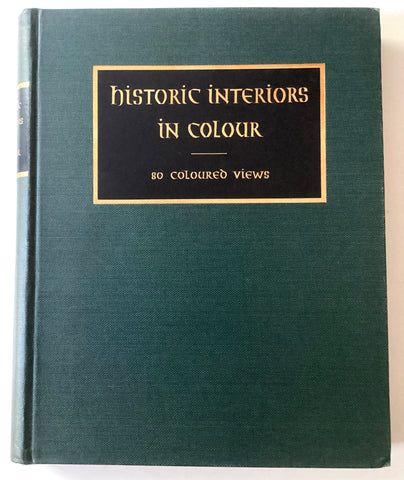 historic interiors
in colour
80 coloured views